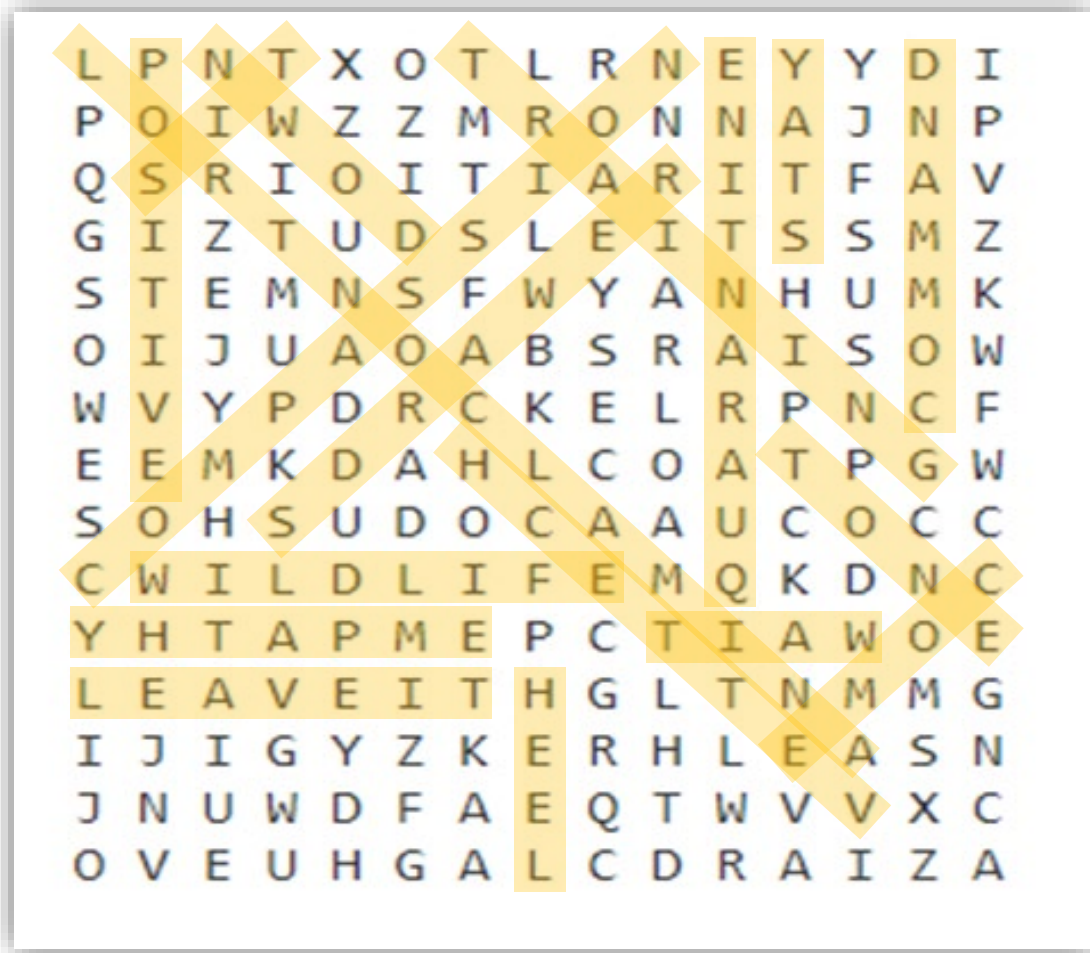 L P N T X O T L R N E Y Y D I
P O I W Z Z M R O N N A J N P
Q S R I O I T I A R I T F A V
G I Z T U D S L E I T S S M Z
S T E M N S F W Y A N H U M K
O I J U A O A B S R A I S O W
W V Y P D R C K E L R P N C F
E E M K D A H L C O A T P G W
S O H S U D O C A A U C O C C
C W I L D L I F E M Q K D N C
Y H T A P M E P C T I A W O E
L E A V E I T H G L T N M M G
I J I G Y Z K E R H L E A S N
J N U W D F A E Q T W V V X C
O V E U H G A L C D R A I Z A